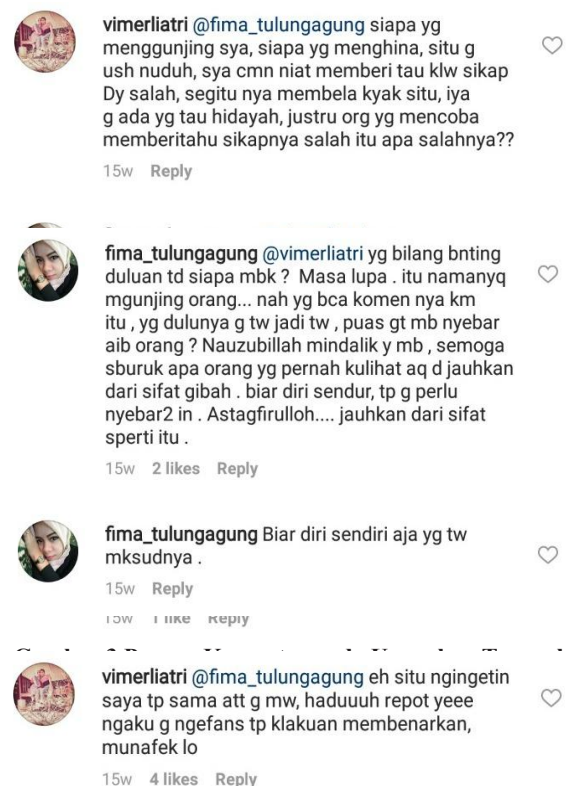 vimerliatri @fima_tulungagung siapa yg
menggunjing sya, siapa yg menghina, situ g
ush nuduh, sya cmn niat memberi tau klw sikap
Dy salah, segitu nya membela kyak situ, iya
g ada yg tau hidayah, justru org yg mencoba
memberitahu sikapnya salah itu apa salahnya??
15w Reply
fima_tulungagung @vimerliatri yg bilang bnting
duluan td siapa mbk ? Masa lupa . itu namanyq
mgunjing orang... nah yg bca komen nya km
itu , yg dulunya g tw jadi tw , puas gt mb nyebar
aib orang ? Nauzubillah mindalik y mb , semoga
sburuk apa orang yg pernah kulihat aq d jauhkan
dari sifat gibah . biar diri sendur, tp g perlu
nyebar2 in . Astagfirulloh.... jauhkan dari sifat
sperti itu .
15w 2 likes Reply
fima_tulungagung Biar diri sendiri aja yg tw
mksudnya .
15w Reply
15w 1 like Reply
vimerliatri @fima_tulungagung eh situ ngingetin
saya tp sama att g mw, haduuuh repot yeee
ngaku g ngefans tp klakuan membenarkan,
munafek lo
15w 4 likes Reply